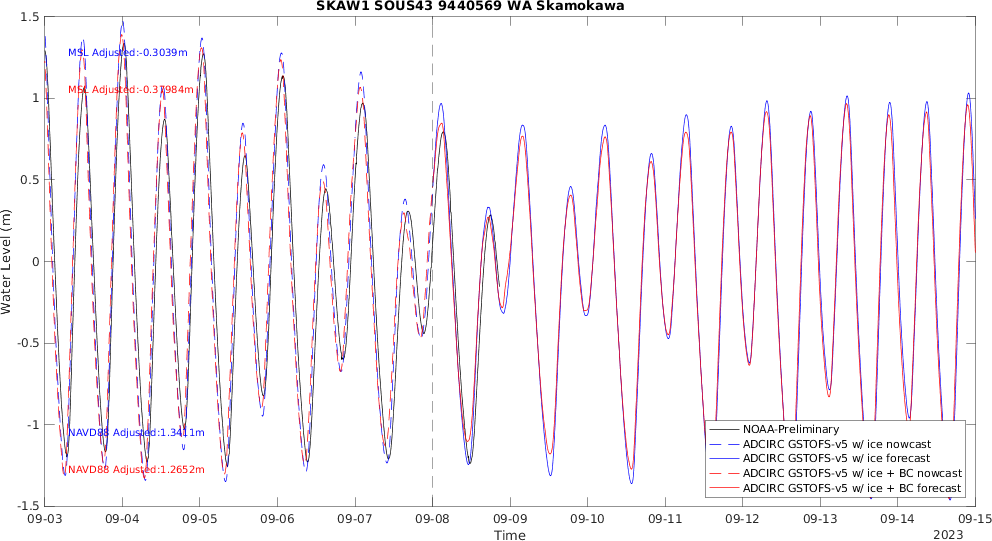 SKAW1 SOUS43 9440569 WA Skamokawa
1.5
1
0.5
0
-0.5
-1
-1.5
Water Level (m)
MSL Adjusted:-0.3039m
MSL Adjusted:-0.37984m
NAVD88 Adjusted:1.3411m
NAVD88 Adjusted:1.2652m
NOAA-Preliminary
ADCIRC GSTOFS-v5 w/ ice nowcast
ADCIRC GSTOFS-v5 w/ ice forecast
ADCIRC GSTOFS-v5 w/ ice + BC nowcast
ADCIRC GSTOFS-v5 w/ ice + BC forecast
09-03 09-04 09-05 09-06 09-07 09-08 09-09 09-10 09-11 09-12 09-13 09-14 09-15
Time
2023